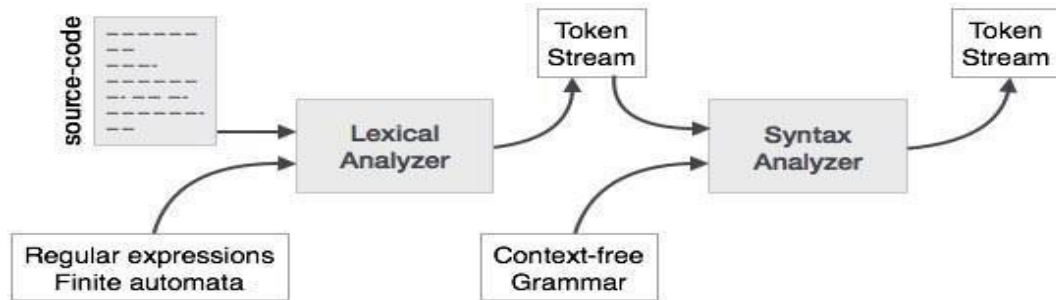 source-code
Token
Stream
Token
Stream
Lexical
Analyzer
Syntax
Analyzer
Regular expressions
Finite automata
Context-free
Grammar